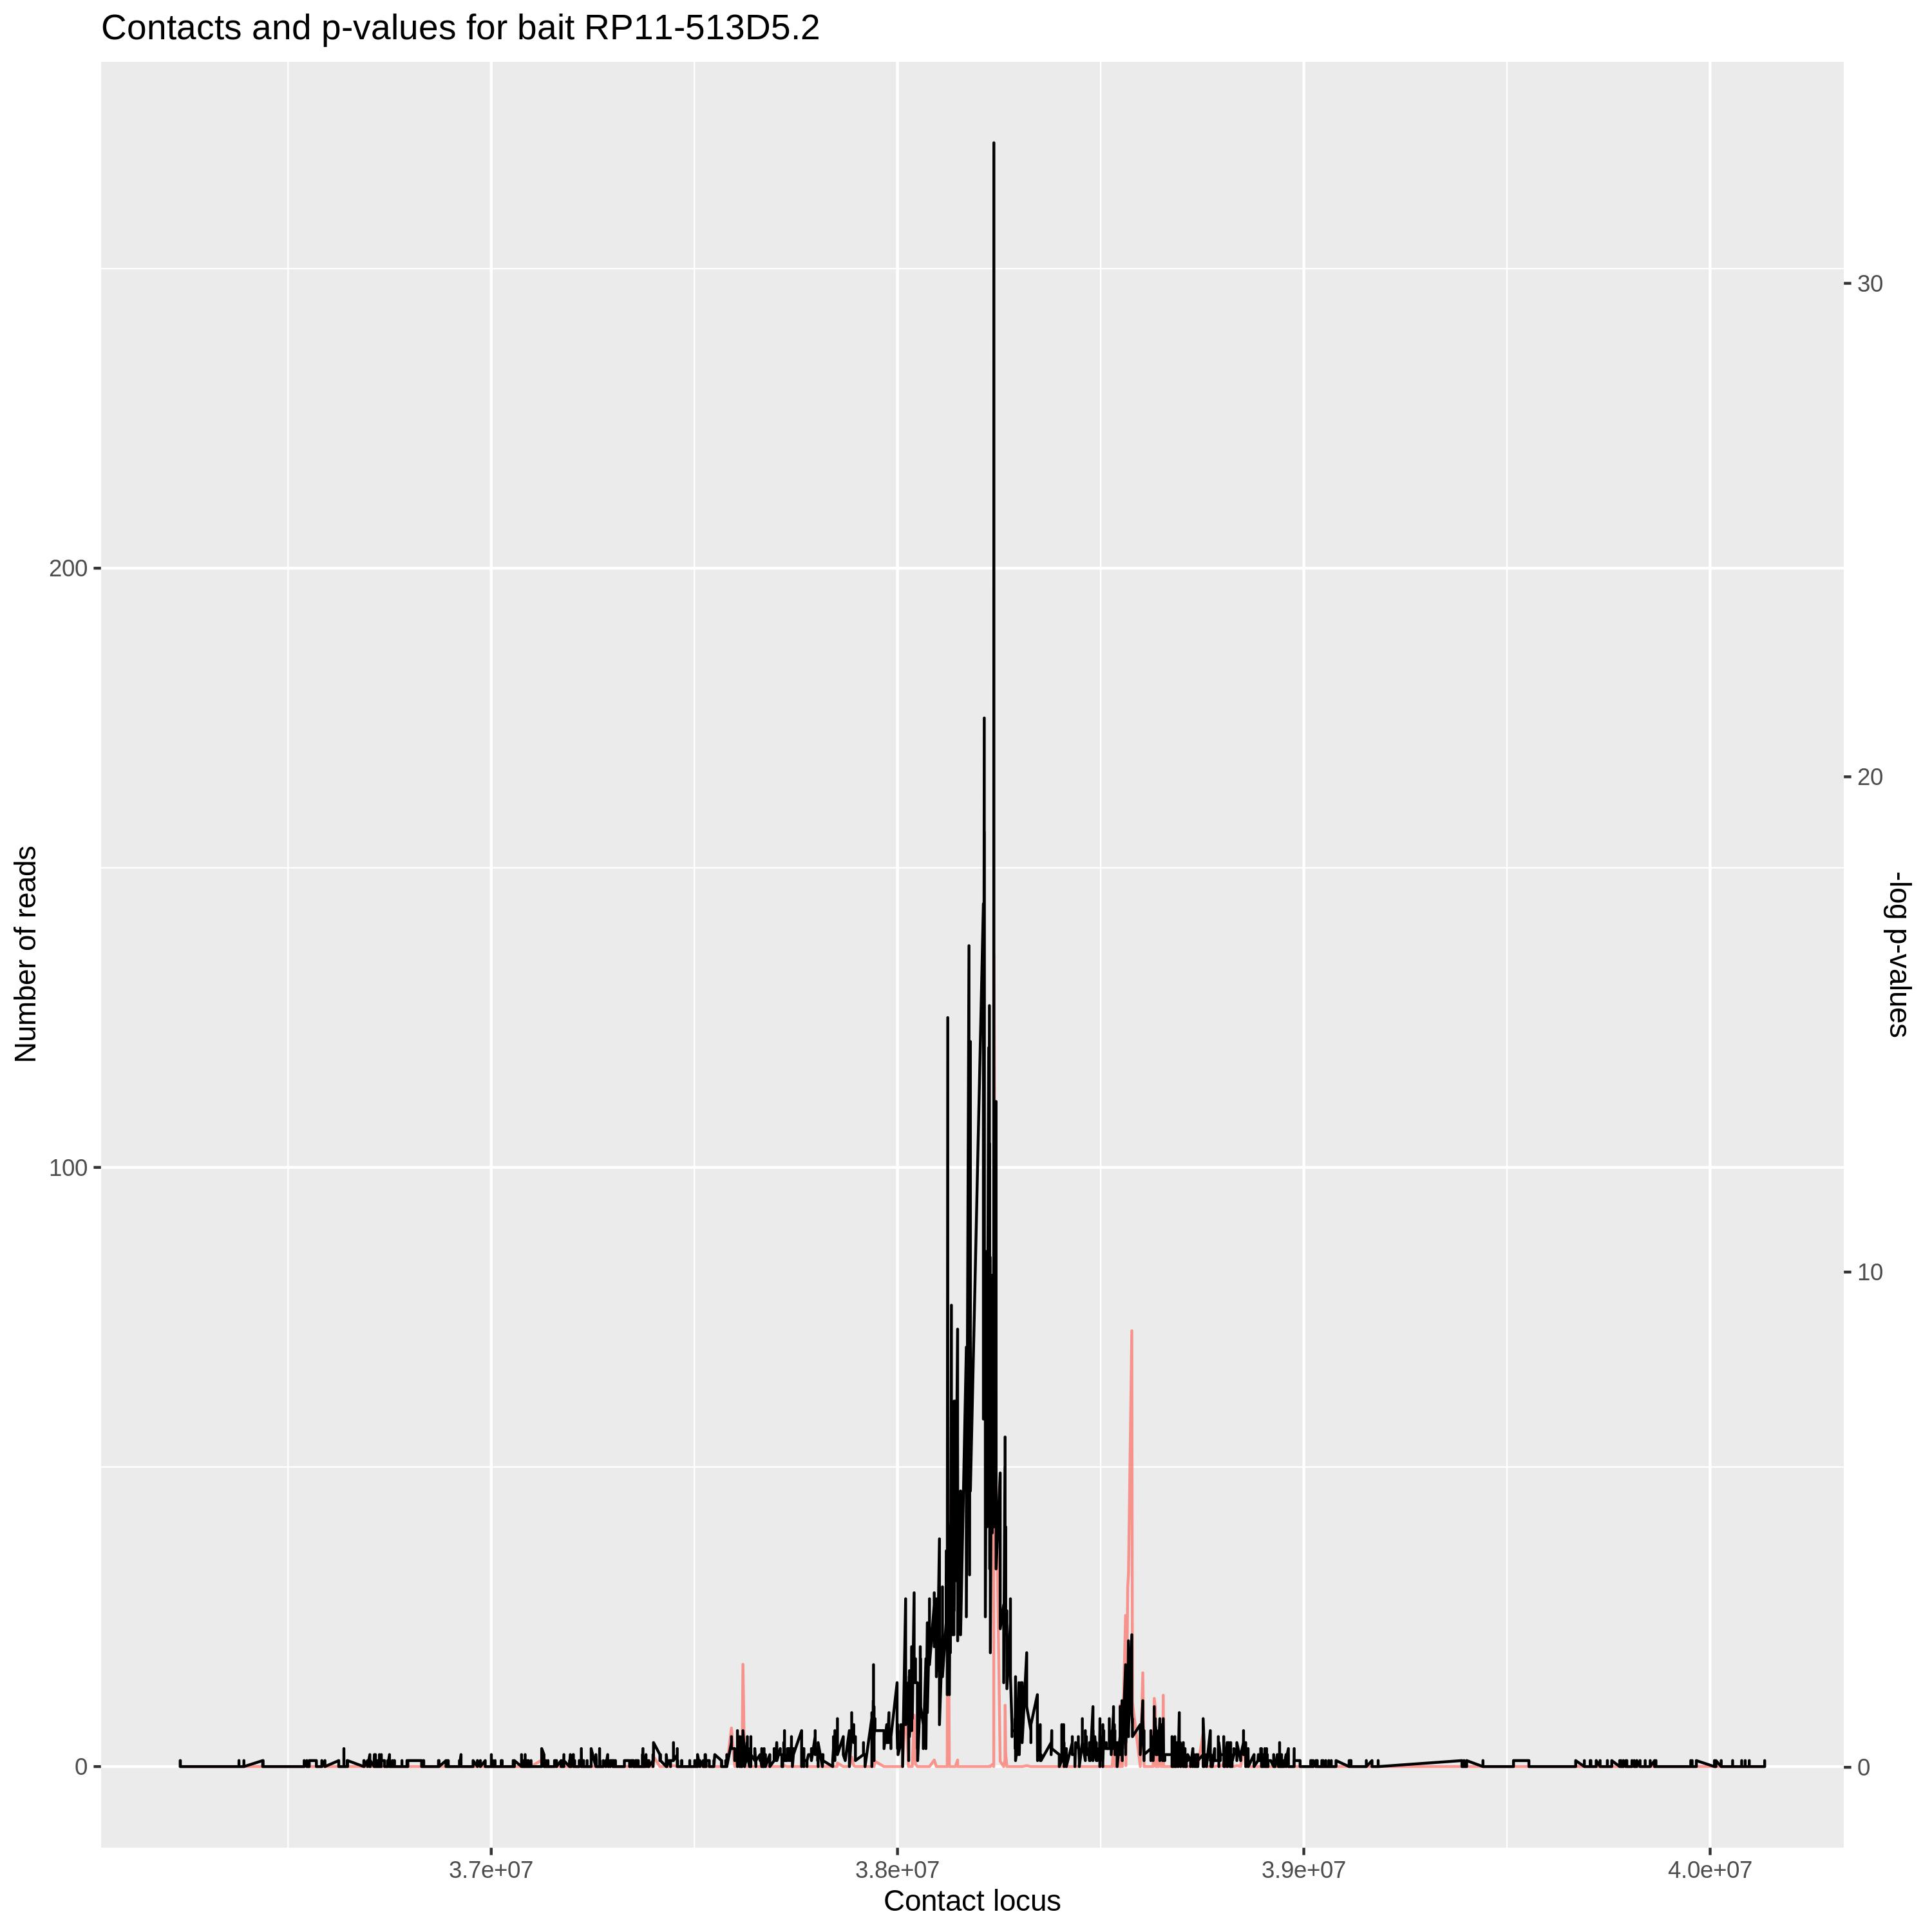 Contacts and p-values for bait RP11-513D5.2
Number of reads
200
100
0
30
20
10
0
-log p-values
3.7e+07 3.8e+07 3.9e+07 4.0e+07
Contact locus